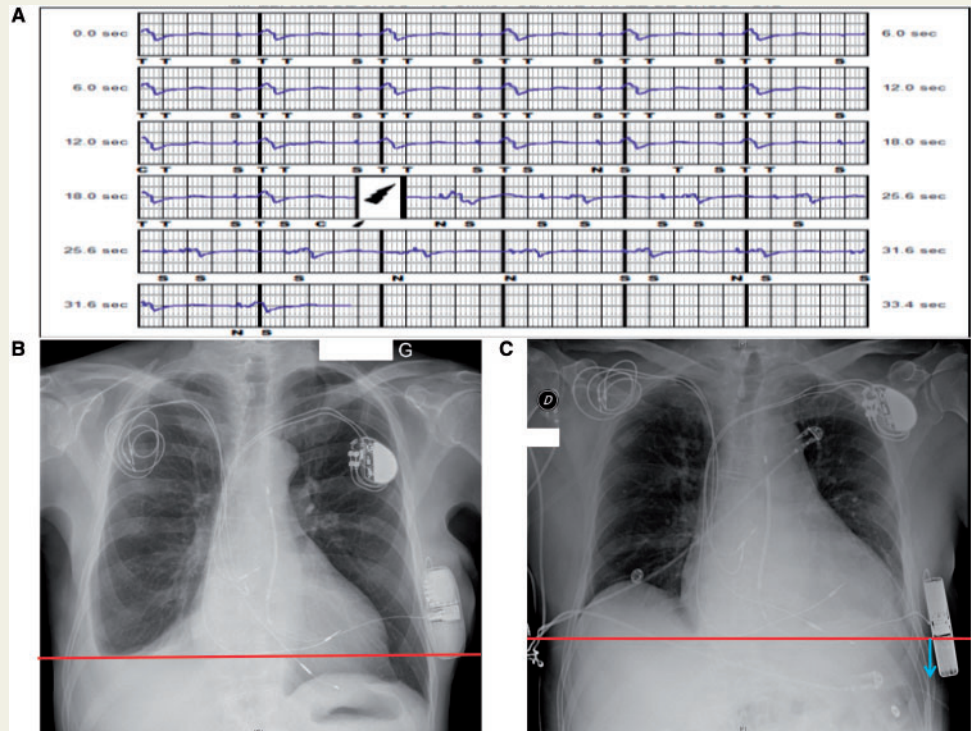 A
0.0 sec 6.0 sec
T T S T T S T T S T T S T T S T T S
6.0 sec 12.0 sec
T T S T T S T T S T T S T T S T T S
12.0 sec 18.0 sec
C T S T T S T T S T S N S T S T T S
18.0 sec 25.6 sec
T T S T S C N S S S S S S
25.6 sec 31.6 sec
S S S N N S S N S S
31.6 sec 33.4 sec
N S
B G C
D